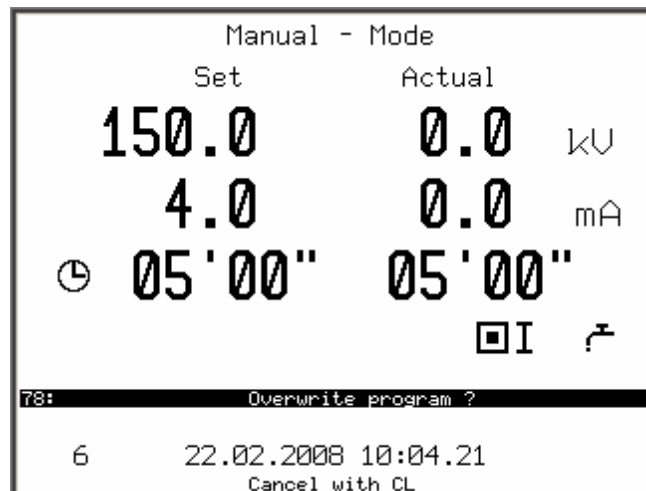 Manual - Mode
Set Actual
150.0 0.0 kV
4.0 0.0 mA
05'00" 05'00"
I
78: Overwrite program ?
6 22.02.2008 10:04.21
Cancel with CL